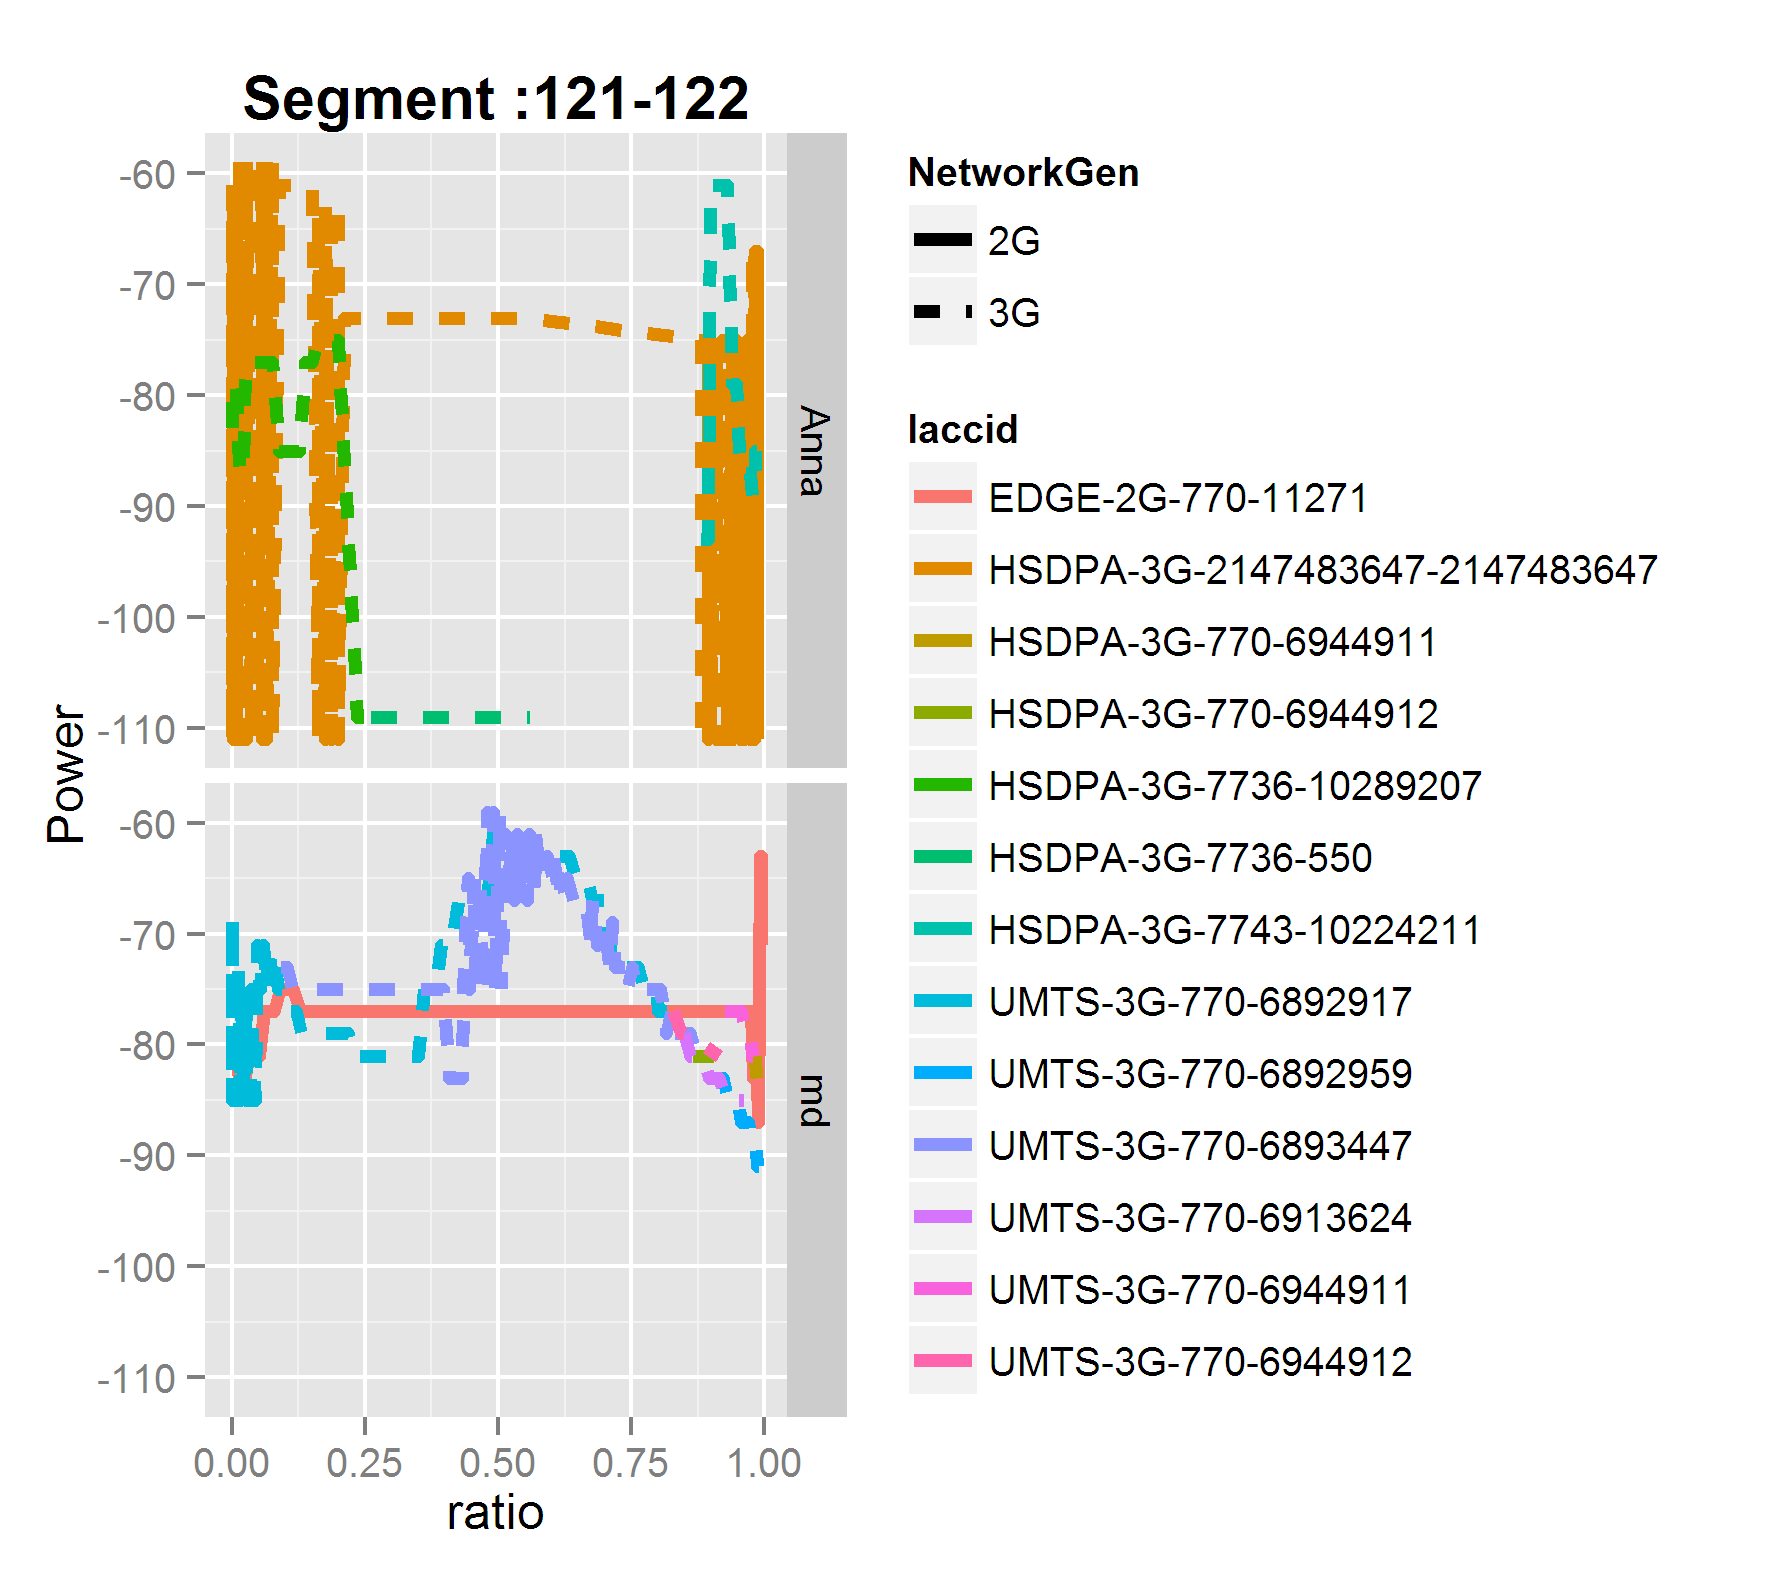 Segment :121-122
Power
-60
-70
-80
-90
-100
-110
Anna
-60
-70
-80
-90
-100
-110
md
0.00 0.25 0.50 0.75 1.00
ratio
NetworkGen
2G
3G
laccid
EDGE-2G-770-11271
HSDPA-3G-2147483647-2147483647
HSDPA-3G-770-6944911
HSDPA-3G-770-6944912
HSDPA-3G-7736-10289207
HSDPA-3G-7736-550
HSDPA-3G-7743-10224211
UMTS-3G-770-6892917
UMTS-3G-770-6892959
UMTS-3G-770-6893447
UMTS-3G-770-6913624
UMTS-3G-770-6944911
UMTS-3G-770-6944912